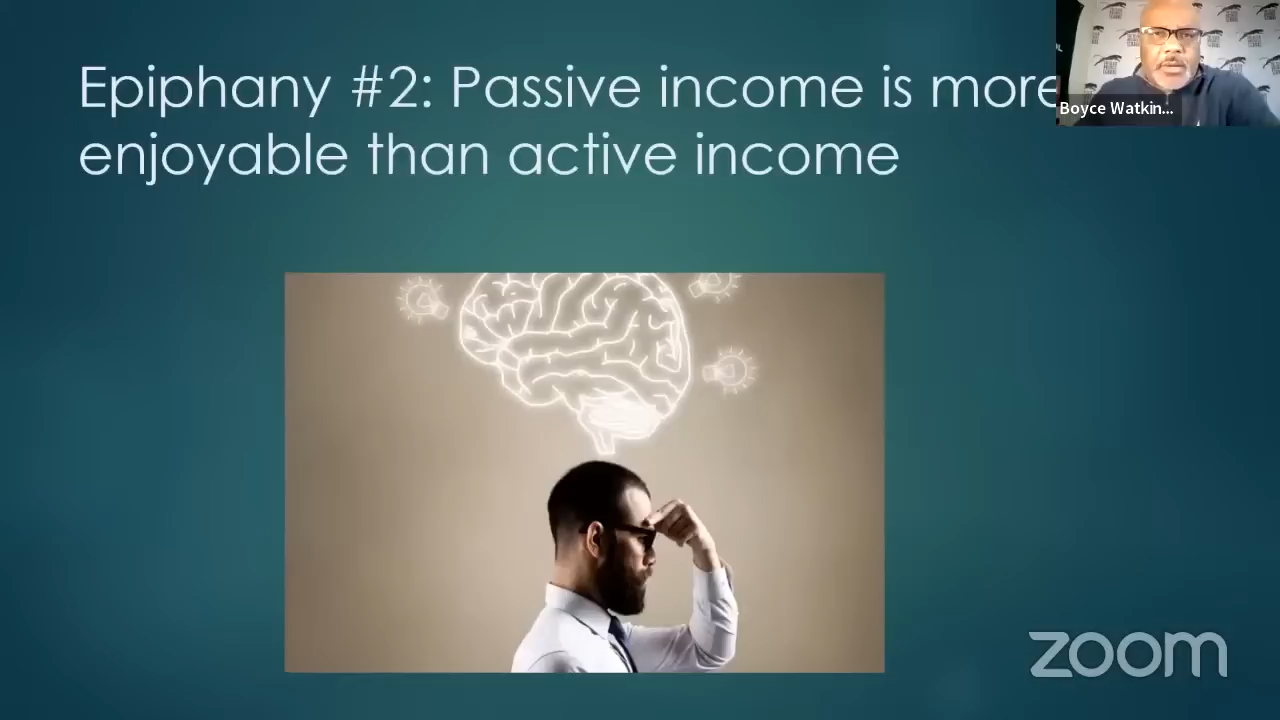 Epiphany #2: Passive income is more
enjoyable than active income
Boyce Watkin...
zoom